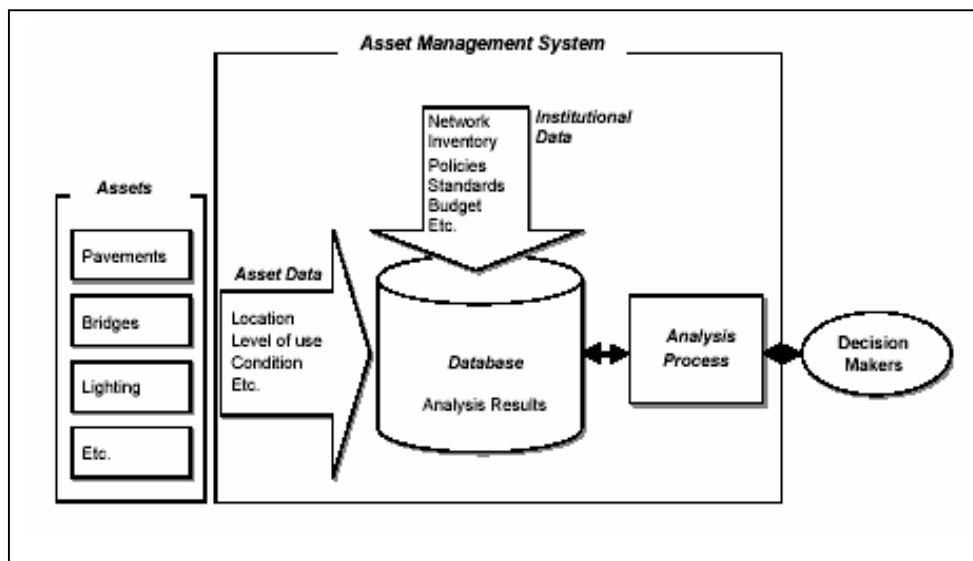 Asset Management System
Institutional
Data
Network
Inventory
Policies
Standards
Budget
Etc.
Assets
Pavements
Bridges
Lighting
Etc.
Asset Data
Location
Level of use
Condition
Etc.
Database
Analysis Results
Analysis
Process
Decision
Makers